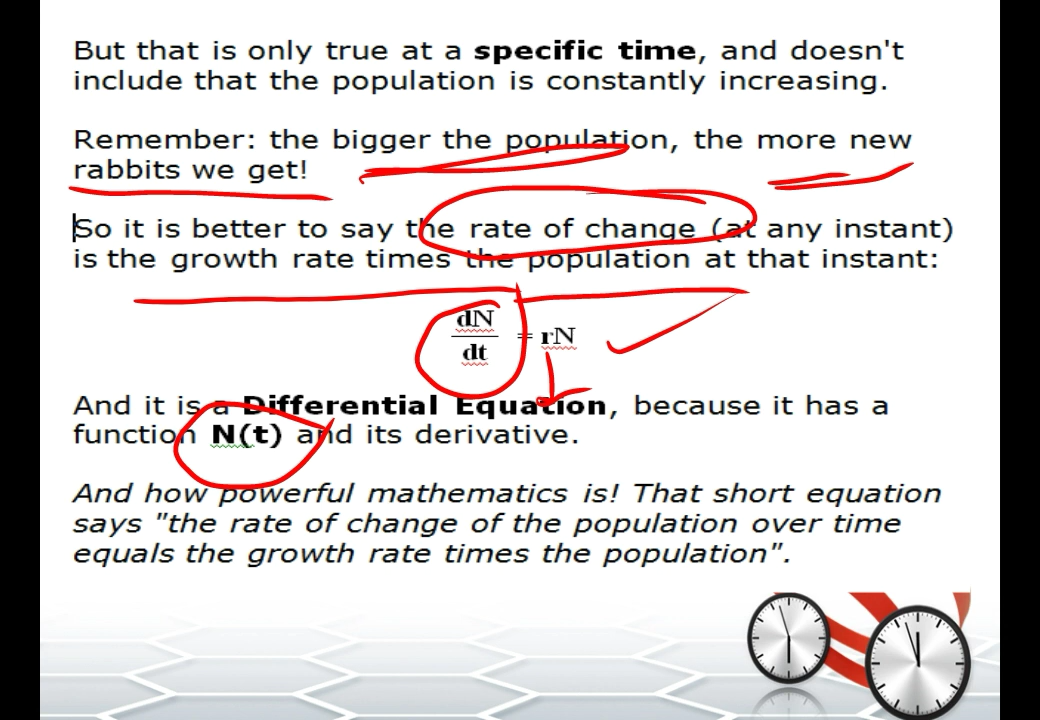 But that is only true at a specific time, and doesn't
include that the population is constantly increasing.
Remember: the bigger the population, the more new
rabbits we get!
So it is better to say the rate of change (at any instant)
is the growth rate times the population at that instant:
dN
dt = rN
And it is a Differential Equation, because it has a
function N(t) and its derivative.
And how powerful mathematics is! That short equation
says "the rate of change of the population over time
equals the growth rate times the population".